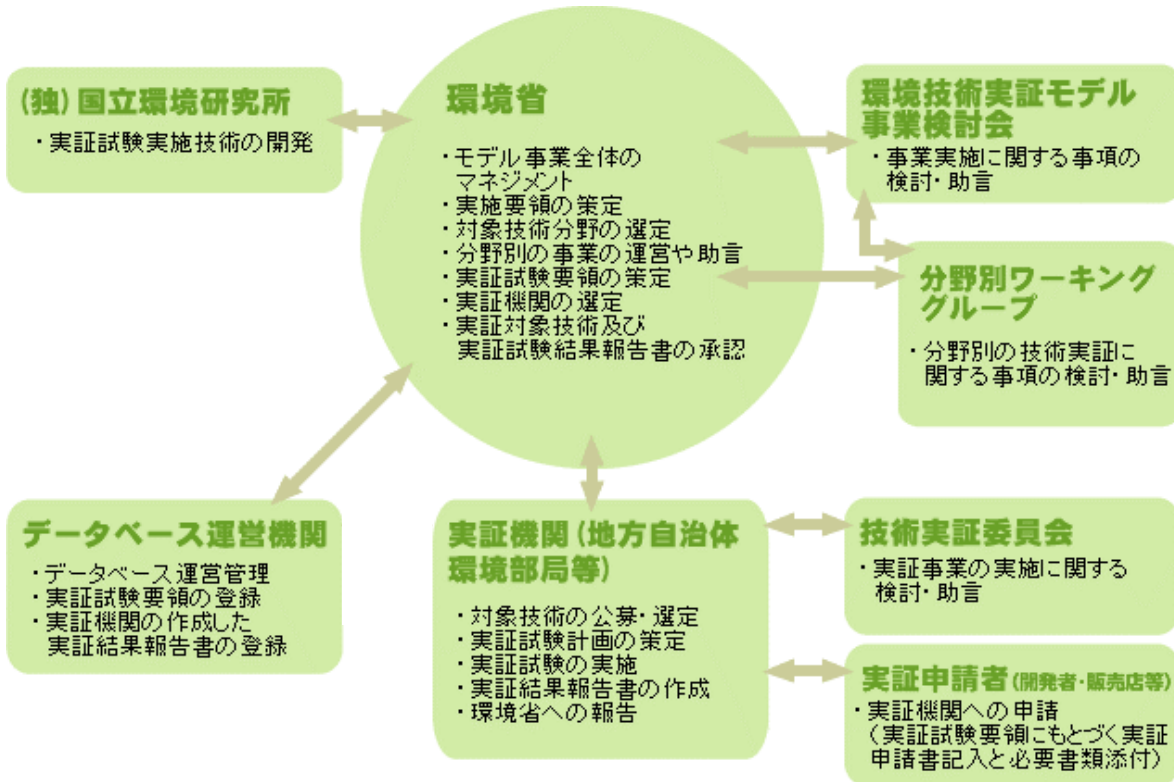 (独)国立環境研究所
・実証試験実施技術の開発
環境省
・モデル事業全体の
マネジメント
・実施要領の策定
・対象技術分野の選定
・分野別の事業の運営や助言
・実証試験要領の策定
・実証機関の選定
・実証対象技術及び
実証試験結果報告書の承認
環境技術実証モデル
事業検討会
・事業実施に関する事項の
検討・助言
分野別ワーキング
グループ
・分野別の技術実証に
関する事項の検討・助言
データベース運営機関
・データベース運営管理
・実証試験要領の登録
・実証機関の作成した
実証結果報告書の登録
実証機関(地方自治体
環境部局等)
・対象技術の公募・選定
・実証試験計画の策定
・実証試験の実施
・実証結果報告書の作成
・環境省への報告
技術実証委員会
・実証事業の実施に関する
検討・助言
実証申請者(開発者・販売店等)
・実証機関への申請
(実証試験要領にもとづく実証
申請書記入と必要書類添付)